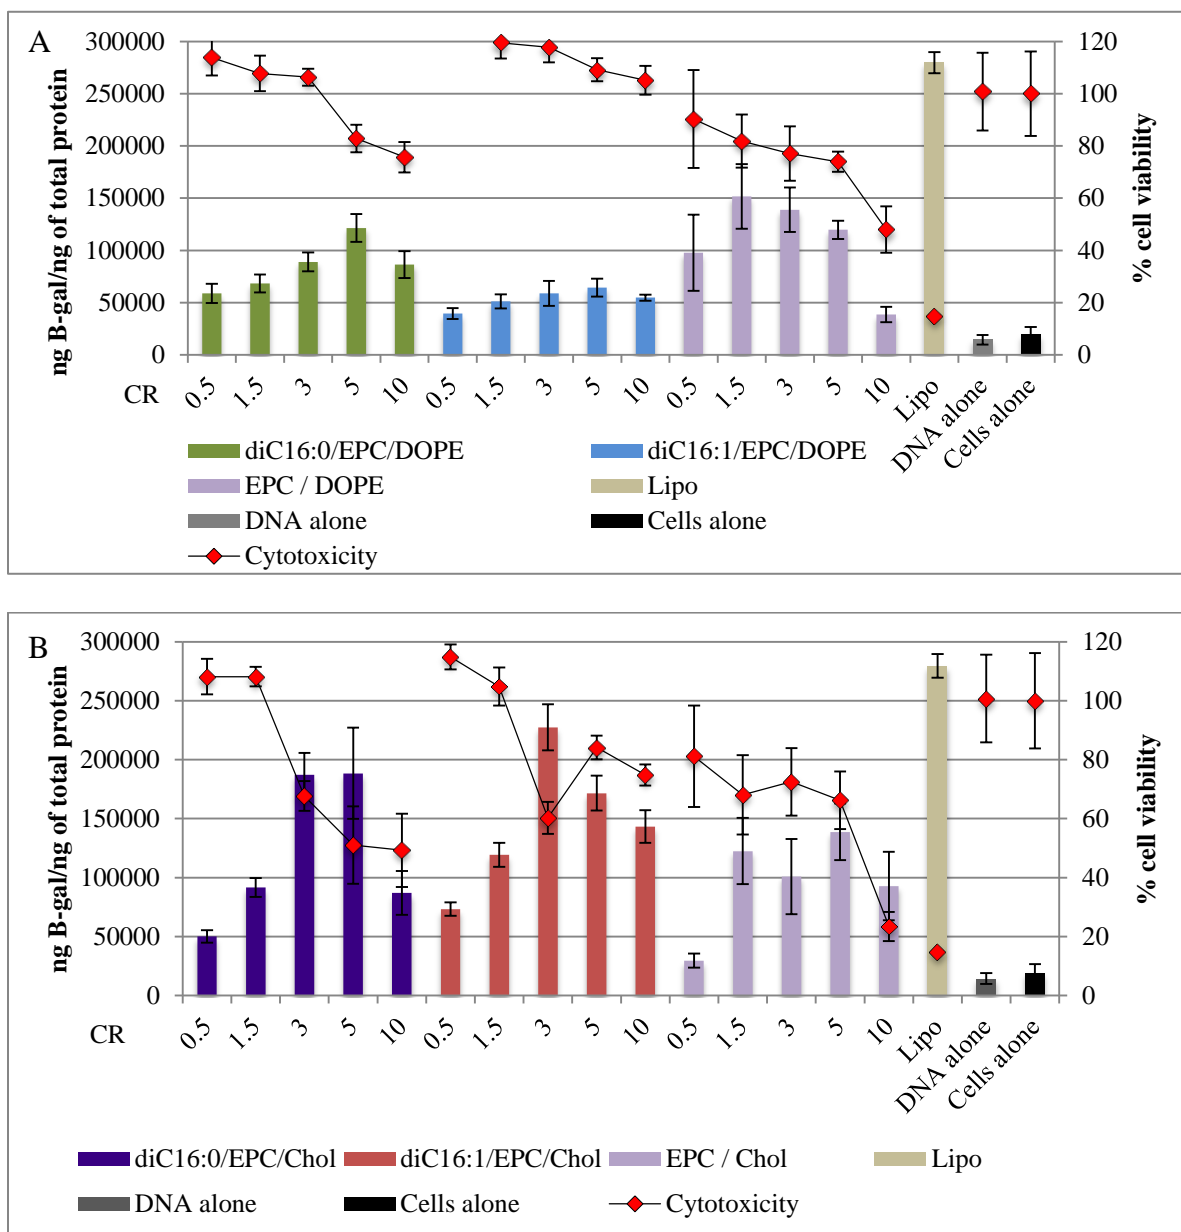 A
300000
250000
200000
150000
100000
50000
0
ng B-gal/ng of total protein
120
100
80
60
40
20
0
% cell viability
CR
0.5 1.5 3 5 10 0.5 1.5 3 5 10 0.5 1.5 3 5 10 Lipo DNA alone Cells alone
diC16:0/EPC/DOPE diC16:1/EPC/DOPE
EPC / DOPE Lipo
DNA alone Cells alone
Cytotoxicity
B
300000
250000
200000
150000
100000
50000
0
ng B-gal/ng of total protein
120
100
80
60
40
20
0
% cell viability
CR
0.5 1.5 3 5 10 0.5 1.5 3 5 10 0.5 1.5 3 5 10 Lipo DNA alone Cells alone
diC16:0/EPC/Chol diC16:1/EPC/Chol EPC / Chol Lipo
DNA alone Cells alone Cytotoxicity